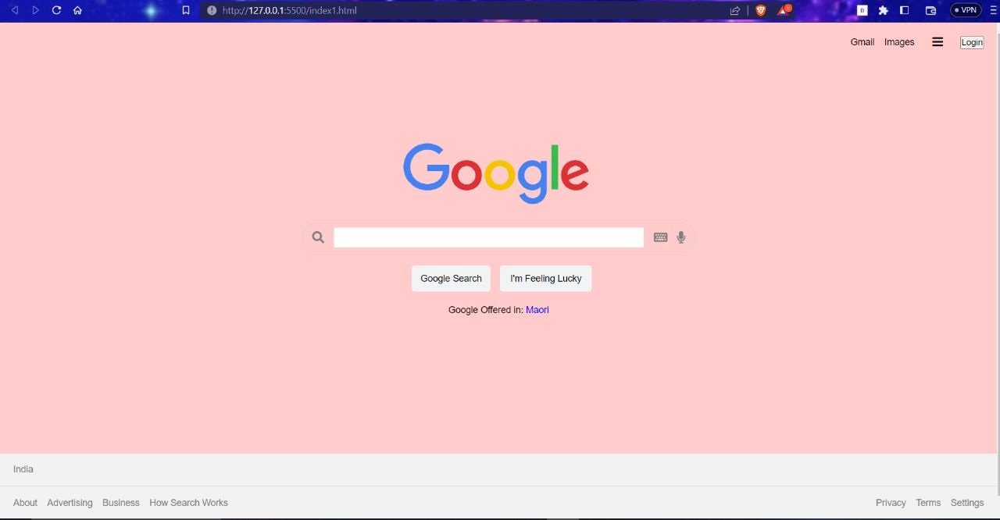 http://127.0.0.1:5500/index1.html
1
B
VPN
Gmail Images Login
Google
Google Search I'm Feeling Lucky
Google Offered in: Maori
India
About Advertising Business How Search Works Privacy Terms Settings